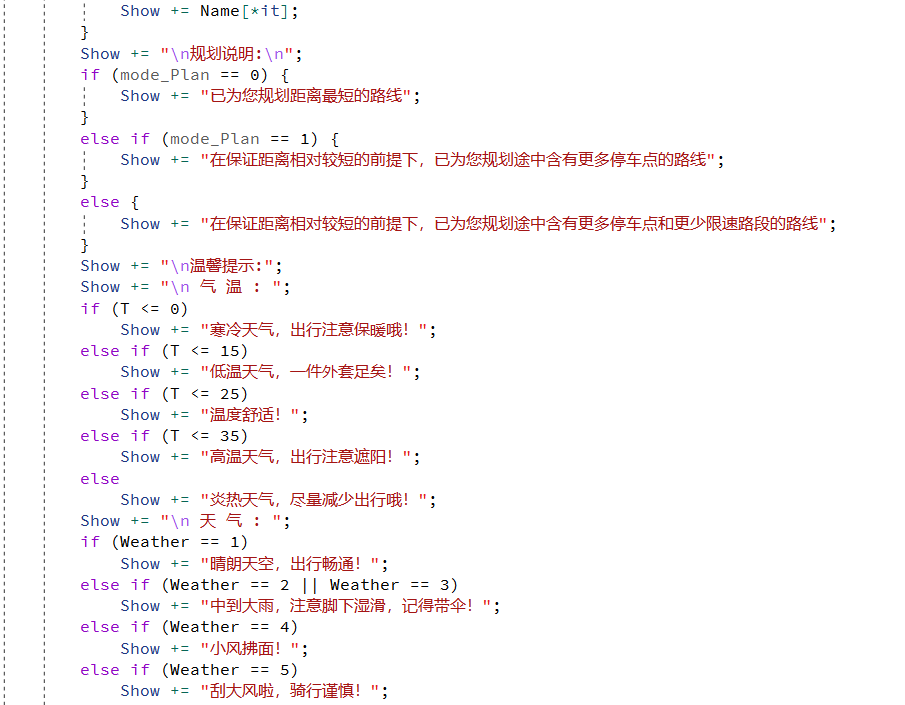 Show += Name[*it];
}
Show += "\n规划说明:\n";
if (mode_Plan == 0) {
Show += "已为您规划距离最短的路线";
}
else if (mode_Plan == 1) {
Show += "在保证距离相对较短的前提下，已为您规划途中含有更多停车点的路线";
}
else {
Show += "在保证距离相对较短的前提下，已为您规划途中含有更多停车点和更少限速路段的路线";
}
Show += "\n温馨提示:";
Show += "\n 气 温 : ";
if (T <= 0)
Show += "寒冷天气，出行注意保暖哦！";
else if (T <= 15)
Show += "低温天气，一件外套足矣！";
else if (T <= 25)
Show += "温度舒适！";
else if (T <= 35)
Show += "高温天气，出行注意遮阳！";
else
Show += "炎热天气，尽量减少出行哦！";
Show += "\n 天 气 : ";
if (Weather == 1)
Show += "晴朗天空，出行畅通！";
else if (Weather == 2 || Weather == 3)
Show += "中到大雨，注意脚下湿滑，记得带伞！";
else if (Weather == 4)
Show += "小风拂面！";
else if (Weather == 5)
Show += "刮大风啦，骑行谨慎！";